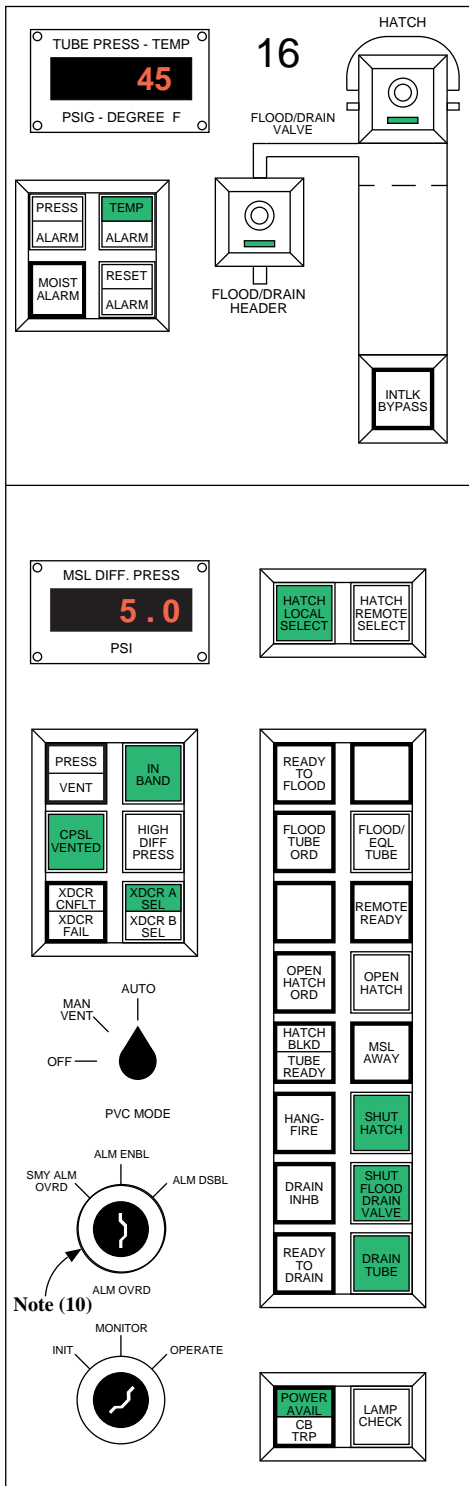 TUBE PRESS - TEMP
45
PSIG - DEGREE F
16
HATCH
FLOOD/DRAIN
VALVE
FLOOD/DRAIN
HEADER
PRESS
ALARM
TEMP
ALARM
MOIST
ALARM
RESET
ALARM
INTLK
BYPASS
MSL DIFF. PRESS
5.0
PSI
HATCH
LOCAL
SELECT
HATCH
REMOTE
SELECT
PRESS
VENT
IN
BAND
CPSL
VENTED
HIGH
DIFF
PRESS
XDCR
CNFLT
XDCR
FAIL
XDCR A
SEL
XDCR B
SEL
AUTO
MAN
VENT
OFF
PVC MODE
ALM ENBL
SMY ALM
OVRD
ALM DSBL
ALM OVRD
Note (10)
MONITOR
INIT
OPERATE
READY
TO
FLOOD
FLOOD
TUBE
ORD
FLOOD/
EQL
TUBE
REMOTE
READY
OPEN
HATCH
ORD
OPEN
HATCH
HATCH
BLKD
TUBE
READY
MSL
AWAY
HANG-
FIRE
SHUT
HATCH
DRAIN
INHB
SHUT
FLOOD
DRAIN
VALVE
READY
TO
DRAIN
DRAIN
TUBE
POWER
AVAIL
CB
TRP
LAMP
CHECK